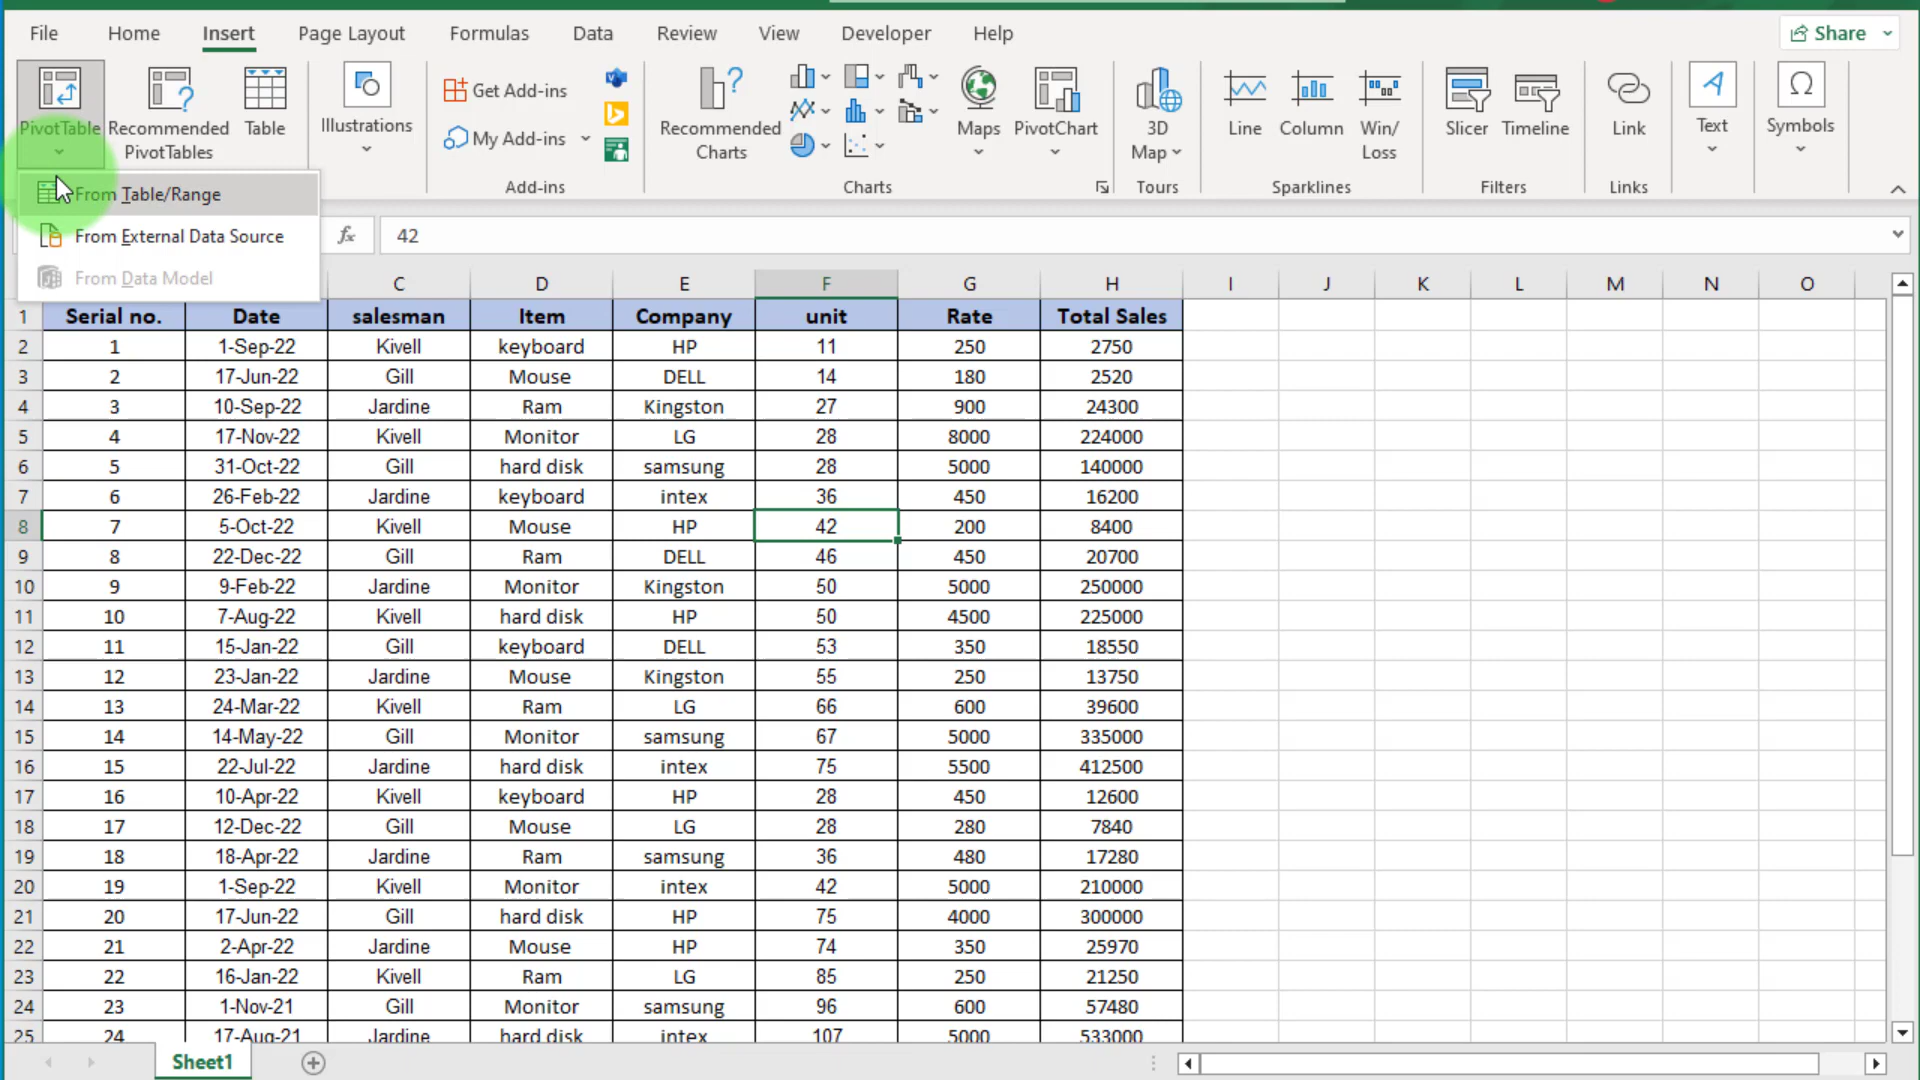 File Home Insert Page Layout Formulas Data Review View Developer Help Share
PivotTable Recommended PivotTables Table Illustrations Get Add-ins My Add-ins Recommended Charts Maps PivotChart 3D Map Line Column Win/Loss Slicer Timeline Link Text Symbols
Add-ins Charts Tours Sparklines Filters Links
From Table/Range
From External Data Source
From Data Model
fx 42
C D E F G H I J K L M N O
1 Serial no. Date salesman Item Company unit Rate Total Sales
2 1 1-Sep-22 Kivell keyboard HP 11 250 2750
3 2 17-Jun-22 Gill Mouse DELL 14 180 2520
4 3 10-Sep-22 Jardine Ram Kingston 27 900 24300
5 4 17-Nov-22 Kivell Monitor LG 28 8000 224000
6 5 31-Oct-22 Gill hard disk samsung 28 5000 140000
7 6 26-Feb-22 Jardine keyboard intex 36 450 16200
8 7 5-Oct-22 Kivell Mouse HP 42 200 8400
9 8 22-Dec-22 Gill Ram DELL 46 450 20700
10 9 9-Feb-22 Jardine Monitor Kingston 50 5000 250000
11 10 7-Aug-22 Kivell hard disk HP 50 4500 225000
12 11 15-Jan-22 Gill keyboard DELL 53 350 18550
13 12 23-Jan-22 Jardine Mouse Kingston 55 250 13750
14 13 24-Mar-22 Kivell Ram LG 66 600 39600
15 14 14-May-22 Gill Monitor samsung 67 5000 335000
16 15 22-Jul-22 Jardine hard disk intex 75 5500 412500
17 16 10-Apr-22 Kivell keyboard HP 28 450 12600
18 17 12-Dec-22 Gill Mouse LG 28 280 7840
19 18 18-Apr-22 Jardine Ram samsung 36 480 17280
20 19 1-Sep-22 Kivell Monitor intex 42 5000 210000
21 20 17-Jun-22 Gill hard disk HP 75 4000 300000
22 21 2-Apr-22 Jardine Mouse HP 74 350 25970
23 22 16-Jan-22 Kivell Ram LG 85 250 21250
24 23 1-Nov-21 Gill Monitor samsung 96 600 57480
25 24 17-Aug-21 Jardine hard disk intex 107 5000 533000
Sheet1